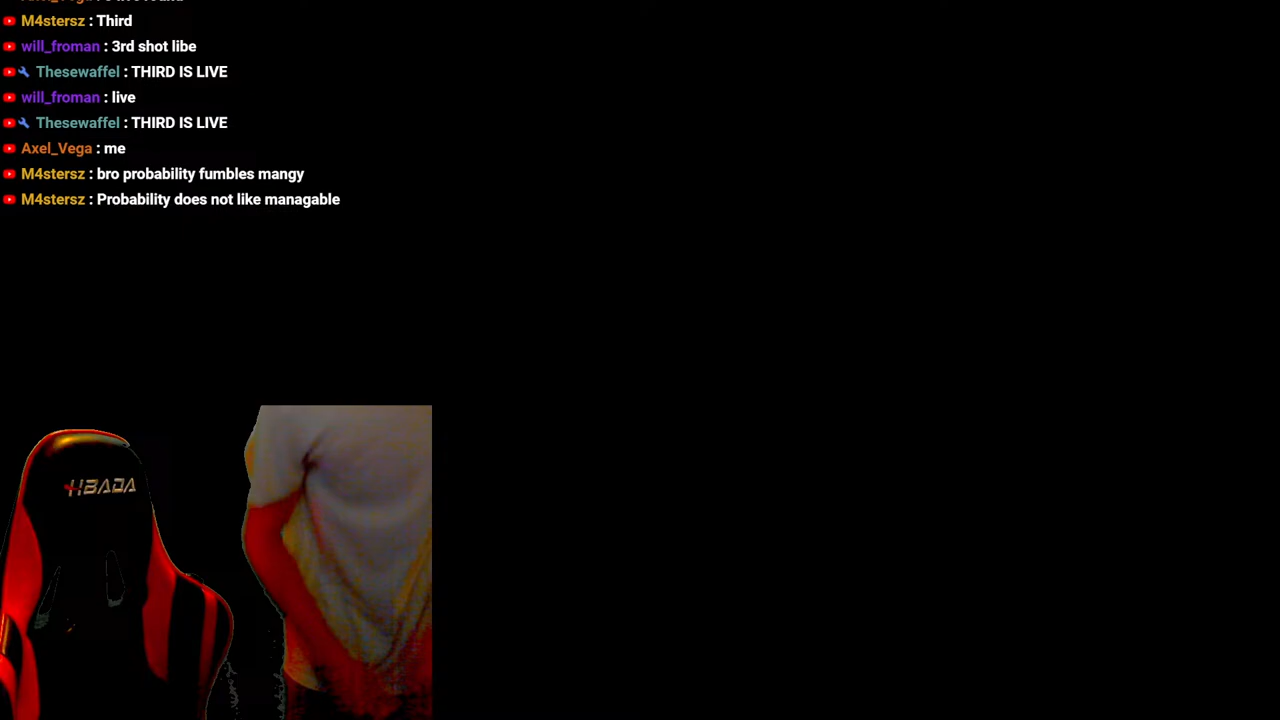 M4stersz : Third
will_froman : 3rd shot libe
Thesewaffel : THIRD IS LIVE
will_froman : live
Thesewaffel : THIRD IS LIVE
Axel_Vega : me
M4stersz : bro probability fumbles mangy
M4stersz : Probability does not like managable
HBADA